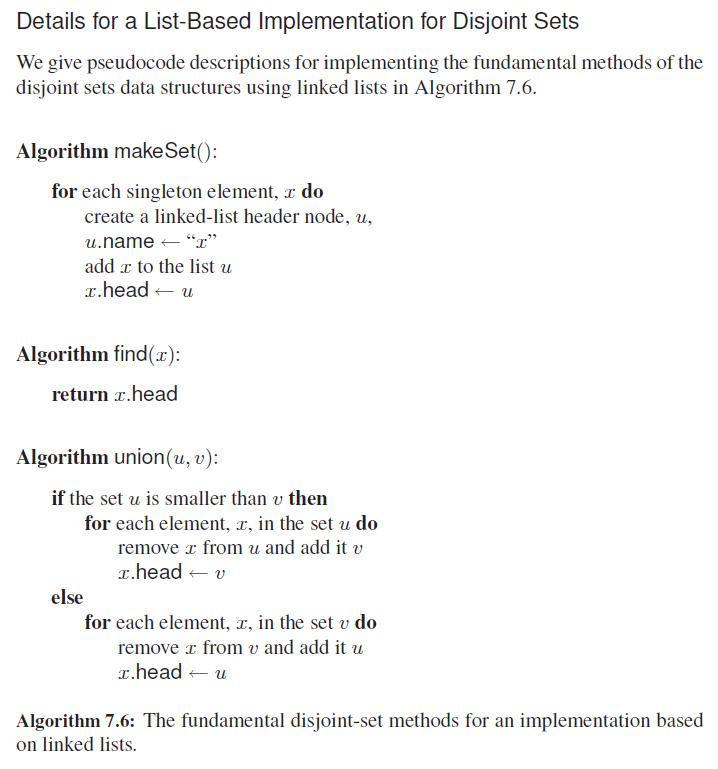 Details for a List-Based Implementation for Disjoint Sets
We give pseudocode descriptions for implementing the fundamental methods of the
disjoint sets data structures using linked lists in Algorithm 7.6.
Algorithm makeSet():
for each singleton element, x do
create a linked-list header node, u,
u.name ← “x”
add x to the list u
x.head ← u
Algorithm find(x):
return x.head
Algorithm union(u, v):
if the set u is smaller than v then
for each element, x, in the set u do
remove x from u and add it v
x.head ← v
else
for each element, x, in the set v do
remove x from v and add it u
x.head ← u
Algorithm 7.6: The fundamental disjoint-set methods for an implementation based
on linked lists.